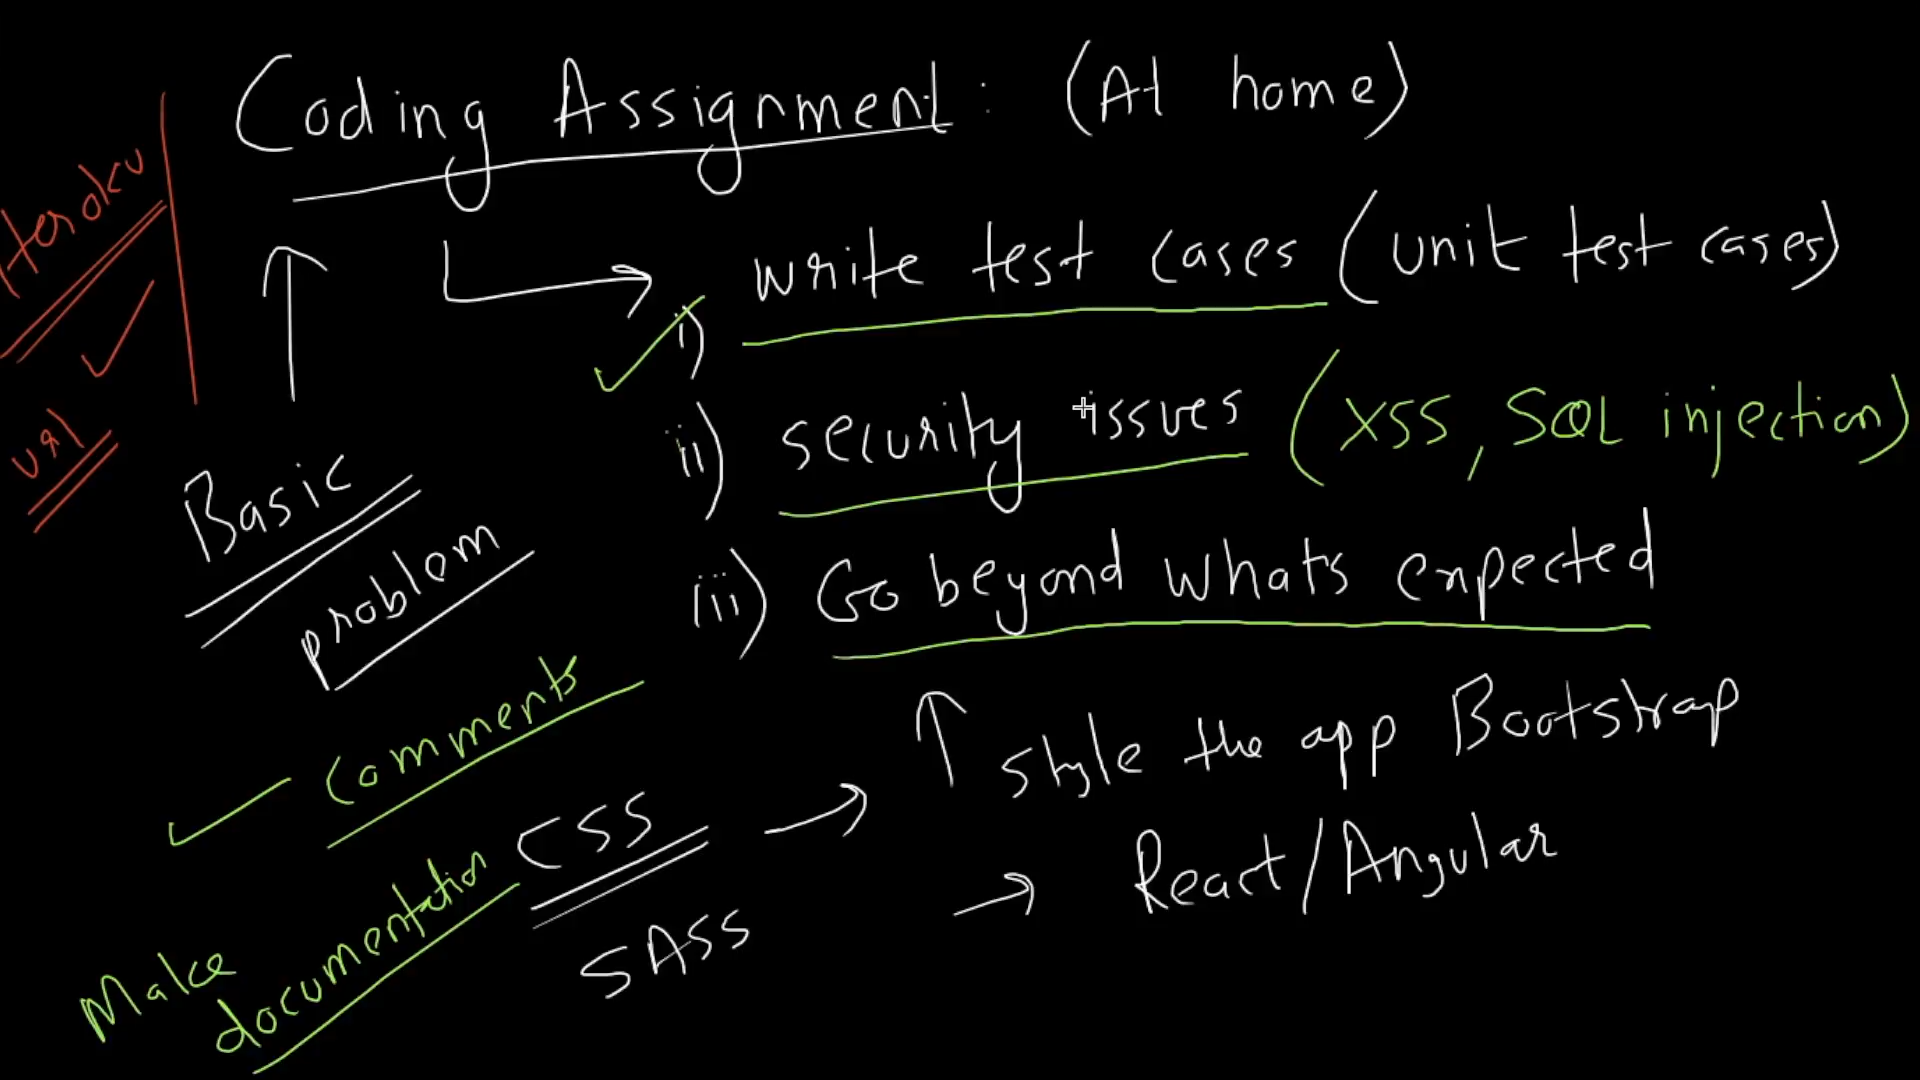 Coding Assignment : (At home)
Heroku
url
i) write test cases (unit test cases)
ii) security issues (XSS, SQL injection)
iii) Go beyond whats expected
Basic
problem
comments
style the app Bootstrap
CSS
SASS
React/Angular
Make
documentation